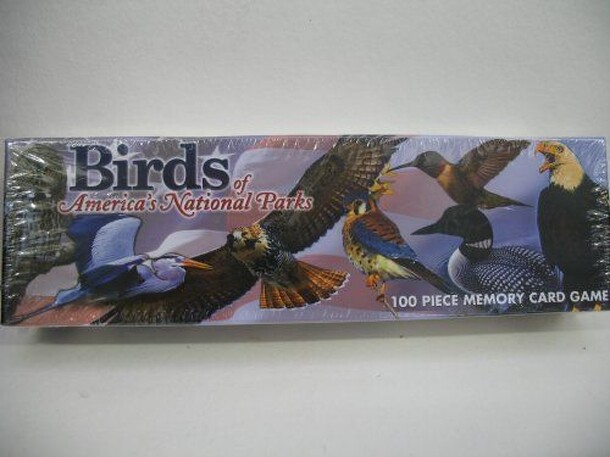 Birds
of
America's National Parks
100 PIECE MEMORY CARD GAME